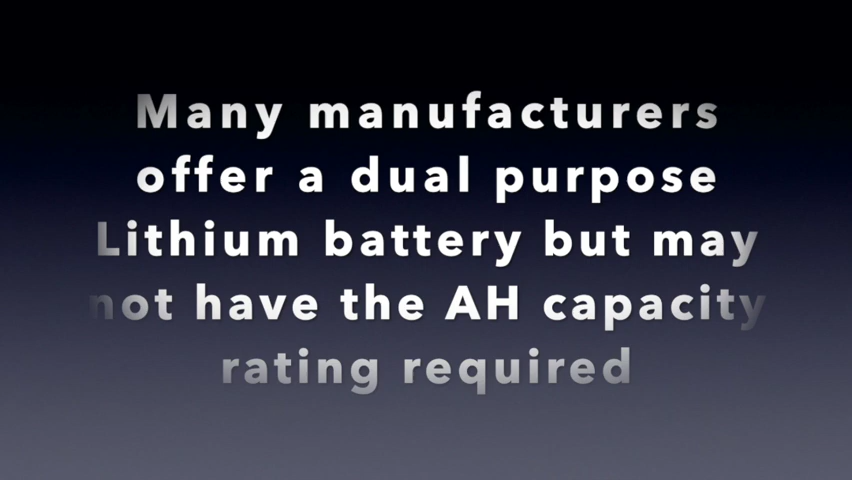 Many manufacturers
offer a dual purpose
Lithium battery but may
not have the AH capacity
rating required